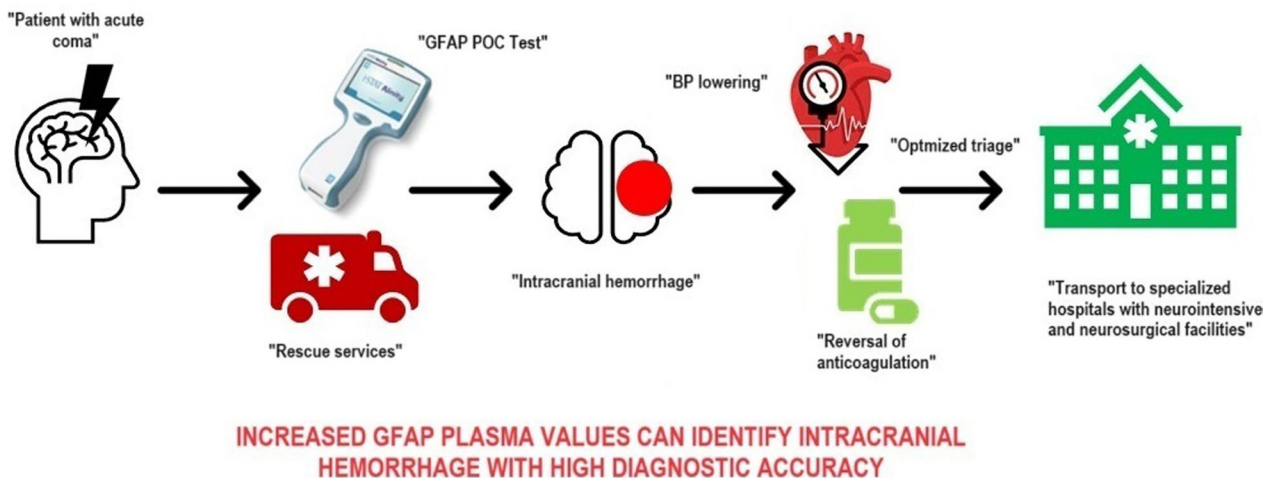 "Patient with acute
coma"
"GFAP POC Test"
"Rescue services"
"Intracranial hemorrhage"
"BP lowering"
"Reversal of
anticoagulation"
"Optmized triage"
"Transport to specialized
hospitals with neurointensive
and neurosurgical facilities"
INCREASED GFAP PLASMA VALUES CAN IDENTIFY INTRACRANIAL
HEMORRHAGE WITH HIGH DIAGNOSTIC ACCURACY